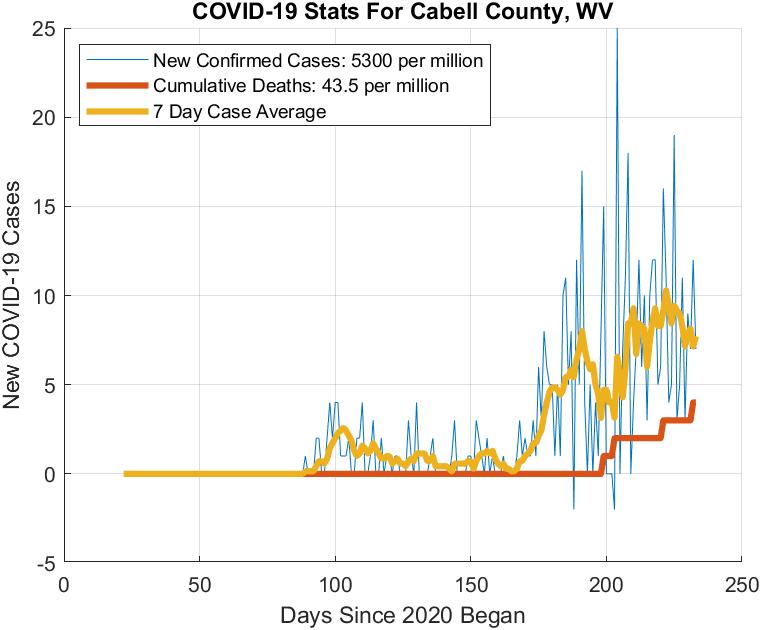 COVID-19 Stats For Cabell County, WV
New Confirmed Cases: 5300 per million
Cumulative Deaths: 43.5 per million
7 Day Case Average
New COVID-19 Cases
25
20
15
10
5
0
-5
0 50 100 150 200 250
Days Since 2020 Began